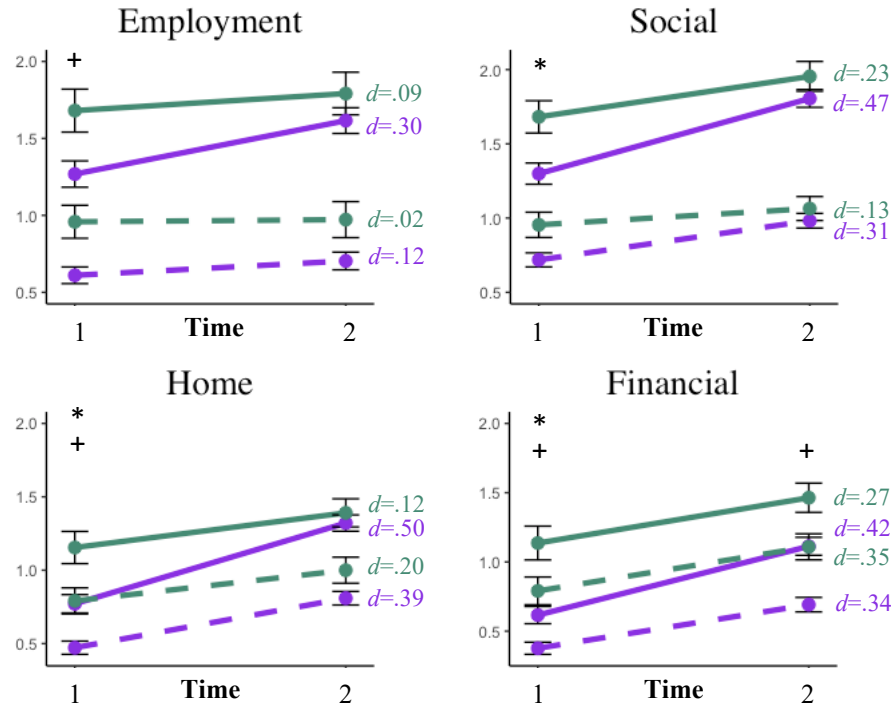 Employment
+
2.0
1.5
1.0
0.5
d=.09
d=.30
d=.02
d=.12
1 Time 2
Social
*
2.0
1.5
1.0
0.5
d=.23
d=.47
d=.13
d=.31
1 Time 2
Home
*
+
2.0
1.5
1.0
0.5
d=.12
d=.50
d=.20
d=.39
1 Time 2
Financial
*
+ +
2.0
1.5
1.0
0.5
d=.27
d=.42
d=.35
d=.34
1 Time 2